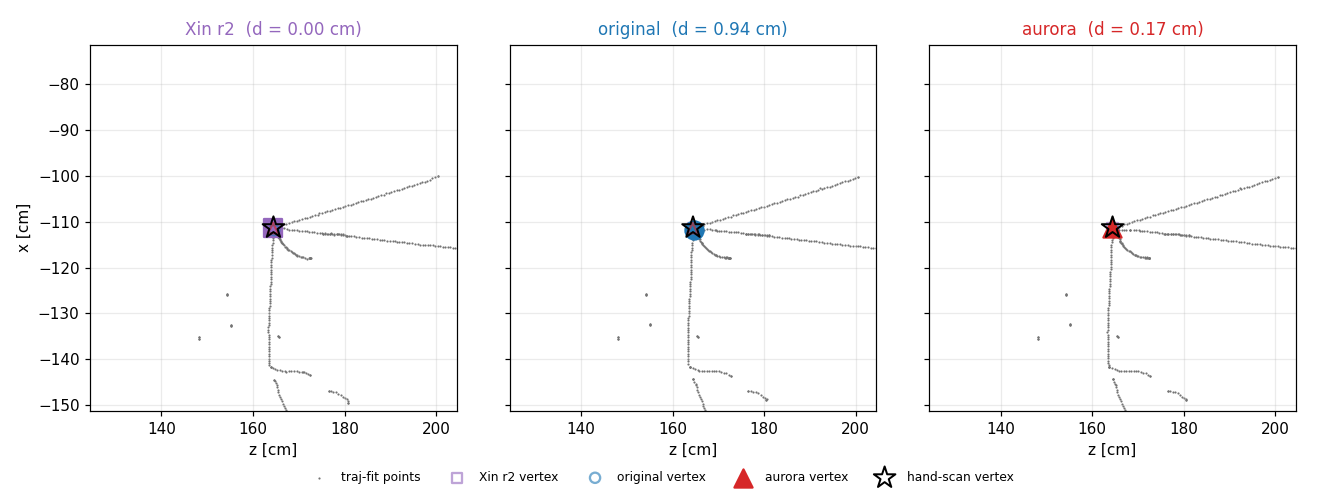 Xin r2  (d = 0.00 cm)
original  (d = 0.94 cm)
aurora  (d = 0.17 cm)
x [cm]
−80
−90
−100
−110
−120
−130
−140
−150
140 160 180 200
140 160 180 200
140 160 180 200
z [cm]
z [cm]
z [cm]
traj-fit points
Xin r2 vertex
original vertex
aurora vertex
hand-scan vertex